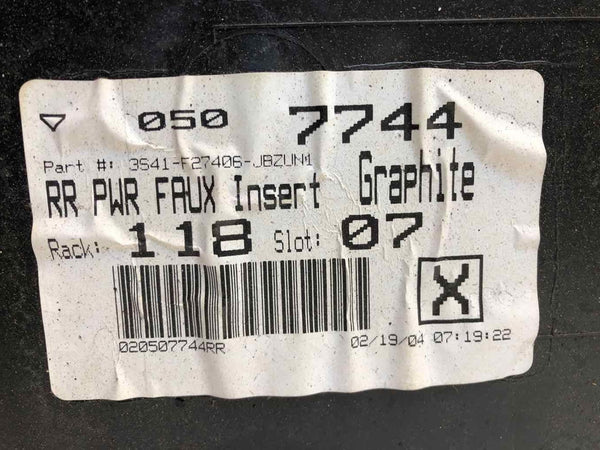 050 7744
Part #: 3S41-F27406-JBZUN1
RR PWR FAUX Insert Graphite
Rack: 118 Slot: 07
X
020507744RR
02/19/04 07:19:22